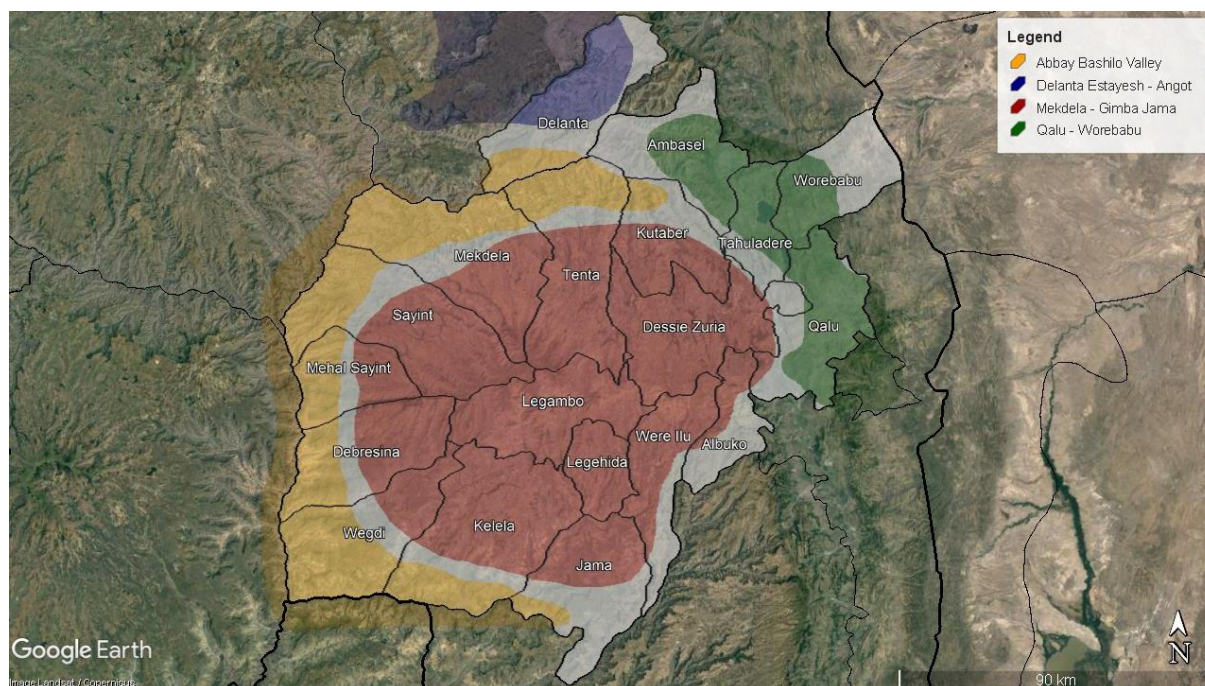 Legend
Abbay Bashilo Valley
Delanta Estayesh - Angot
Mekdela - Gimba Jama
Qalu - Worebabu
Delanta
Ambasel
Worebabu
Kutaber
Tahuladere
Mekdela
Tenta
Sayint
Dessie Zuria
Qalu
Mehal Sayint
Legambo
Were Ilu
Albuko
Debresina
Legehida
Wegdi
Kelela
Jama
Google Earth
N
Image Landsat / Copernicus
90 km